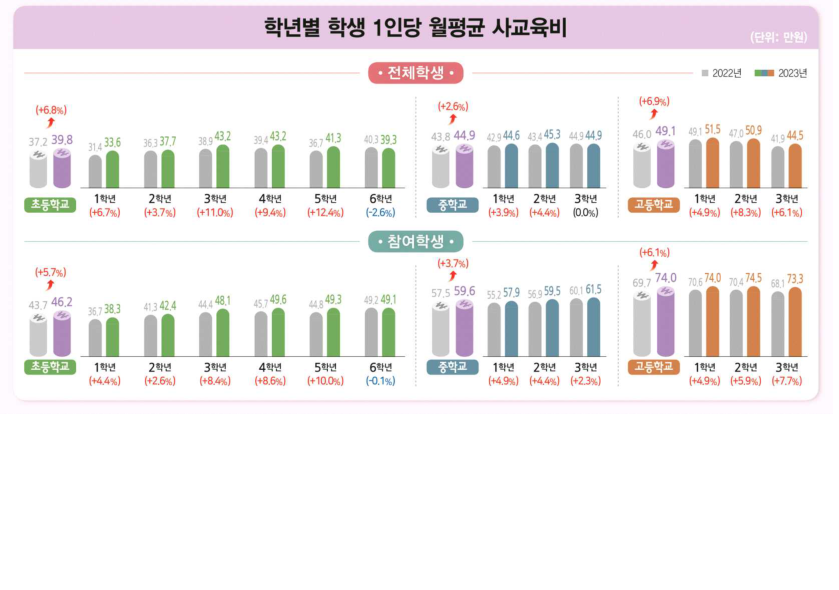 학년별 학생 1인당 월평균 사교육비
(단위: 만원)
• 전체학생 •
2022년 2023년
(+6.8%)
37.2 39.8
초등학교
31.4 33.6
1학년
(+6.7%)
36.3 37.7
2학년
(+3.7%)
38.9 43.2
3학년
(+11.0%)
39.4 43.2
4학년
(+9.4%)
36.7 41.3
5학년
(+12.4%)
40.3 39.3
6학년
(-2.6%)
(+2.6%)
43.8 44.9
중학교
42.9 44.6
1학년
(+3.9%)
43.4 45.3
2학년
(+4.4%)
44.9 44.9
3학년
(0.0%)
(+6.9%)
46.0 49.1
고등학교
49.1 51.5
1학년
(+4.9%)
47.0 50.9
2학년
(+8.3%)
41.9 44.5
3학년
(+6.1%)
• 참여학생 •
(+5.7%)
43.7 46.2
초등학교
36.7 38.3
1학년
(+4.4%)
41.3 42.4
2학년
(+2.6%)
44.4 48.1
3학년
(+8.4%)
45.7 49.6
4학년
(+8.6%)
44.8 49.3
5학년
(+10.0%)
49.2 49.1
6학년
(-0.1%)
(+3.7%)
57.5 59.6
중학교
55.2 57.9
1학년
(+4.9%)
56.9 59.5
2학년
(+4.4%)
60.1 61.5
3학년
(+2.3%)
(+6.1%)
69.7 74.0
고등학교
70.6 74.0
1학년
(+4.9%)
70.4 74.5
2학년
(+5.9%)
68.1 73.3
3학년
(+7.7%)